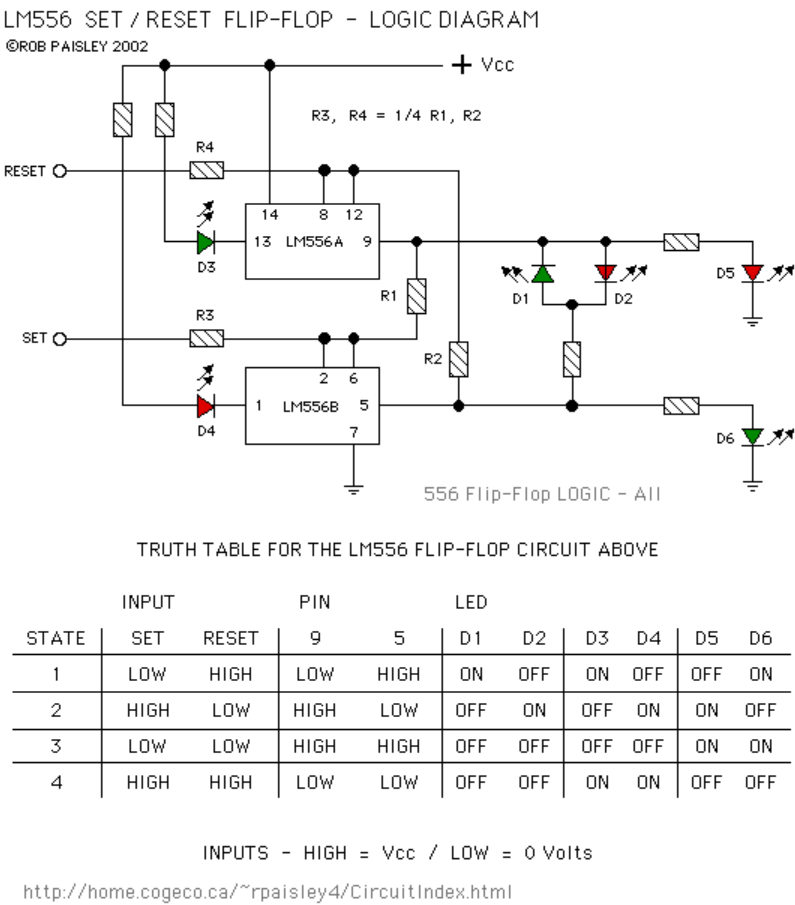 LM556 SET / RESET FLIP-FLOP - LOGIC DIAGRAM
©ROB PAISLEY 2002
+ Vcc
R3, R4 = 1/4 R1, R2
R4
RESET
14 8 12
13 LM556A 9
D3
D1 D2
D5
R1
R3
SET
R2
2 6
1 LM556B 5
D4
7
D6
556 Flip-Flop LOGIC - All
TRUTH TABLE FOR THE LM556 FLIP-FLOP CIRCUIT ABOVE
INPUT PIN LED
STATE SET RESET 9 5 D1 D2 D3 D4 D5 D6
1 LOW HIGH LOW HIGH ON OFF ON OFF OFF ON
2 HIGH LOW HIGH LOW OFF ON OFF ON ON OFF
3 LOW LOW HIGH HIGH OFF OFF OFF OFF ON ON
4 HIGH HIGH LOW LOW OFF OFF ON ON OFF OFF
INPUTS - HIGH = Vcc / LOW = 0 Volts
http://home.cogeco.ca/~rpaisley4/CircuitIndex.html